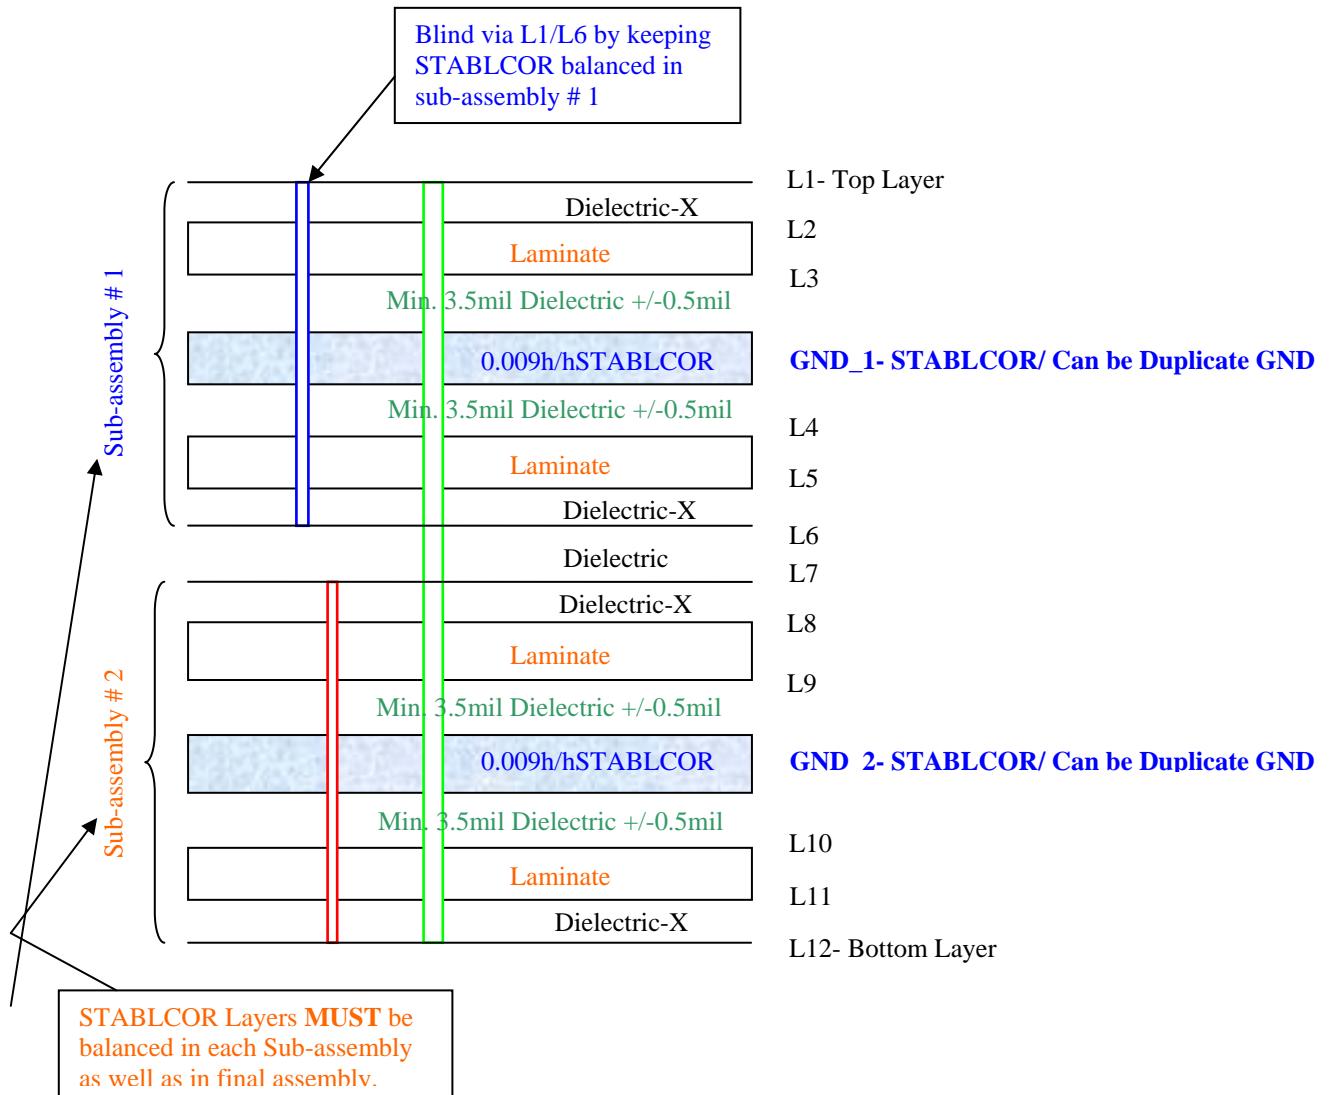 Blind via L1/L6 by keeping
STABLCOR balanced in
sub-assembly # 1
L1- Top Layer
Dielectric-X
L2
Laminate
L3
Min. 3.5mil Dielectric +/-0.5mil
Sub-assembly # 1
0.009h/hSTABLCOR
GND_1- STABLCOR/ Can be Duplicate GND
Min. 3.5mil Dielectric +/-0.5mil
L4
Laminate
L5
Dielectric-X
L6
Dielectric
L7
Dielectric-X
L8
Laminate
L9
Sub-assembly # 2
Min. 3.5mil Dielectric +/-0.5mil
0.009h/hSTABLCOR
GND 2- STABLCOR/ Can be Duplicate GND
Min. 3.5mil Dielectric +/-0.5mil
L10
Laminate
L11
Dielectric-X
L12- Bottom Layer
STABLCOR Layers MUST be
balanced in each Sub-assembly
as well as in final assembly.